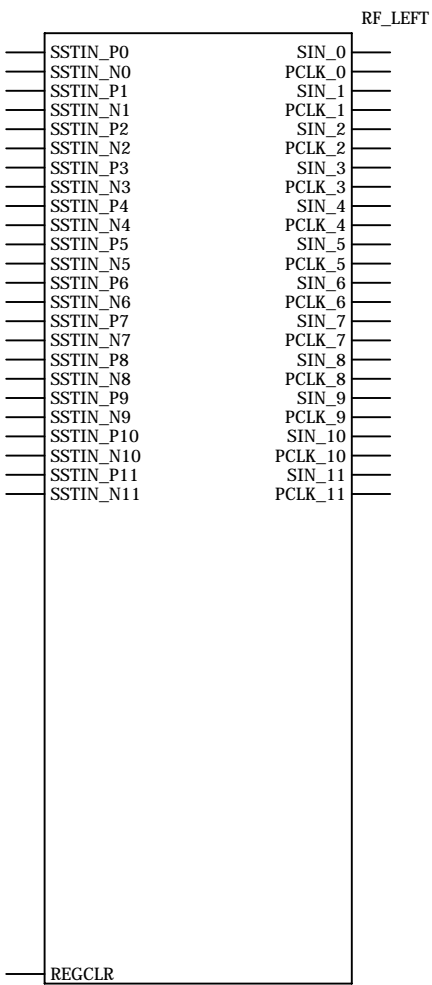 RF_LEFT
SSTIN_P0 SIN_0
SSTIN_N0 PCLK_0
SSTIN_P1 SIN_1
SSTIN_N1 PCLK_1
SSTIN_P2 SIN_2
SSTIN_N2 PCLK_2
SSTIN_P3 SIN_3
SSTIN_N3 PCLK_3
SSTIN_P4 SIN_4
SSTIN_N4 PCLK_4
SSTIN_P5 SIN_5
SSTIN_N5 PCLK_5
SSTIN_P6 SIN_6
SSTIN_N6 PCLK_6
SSTIN_P7 SIN_7
SSTIN_N7 PCLK_7
SSTIN_P8 SIN_8
SSTIN_N8 PCLK_8
SSTIN_P9 SIN_9
SSTIN_N9 PCLK_9
SSTIN_P10 SIN_10
SSTIN_N10 PCLK_10
SSTIN_P11 SIN_11
SSTIN_N11 PCLK_11
REGCLR